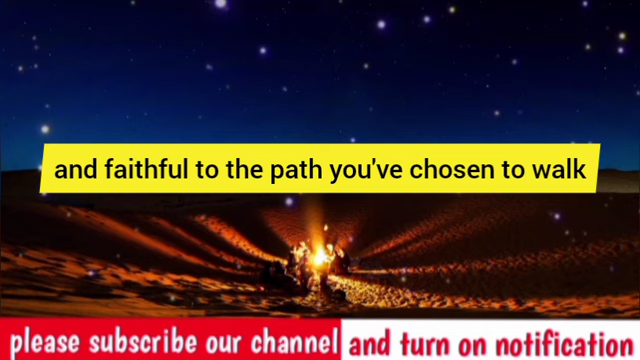 and faithful to the path you've chosen to walk
please subscribe our channel and turn on notification